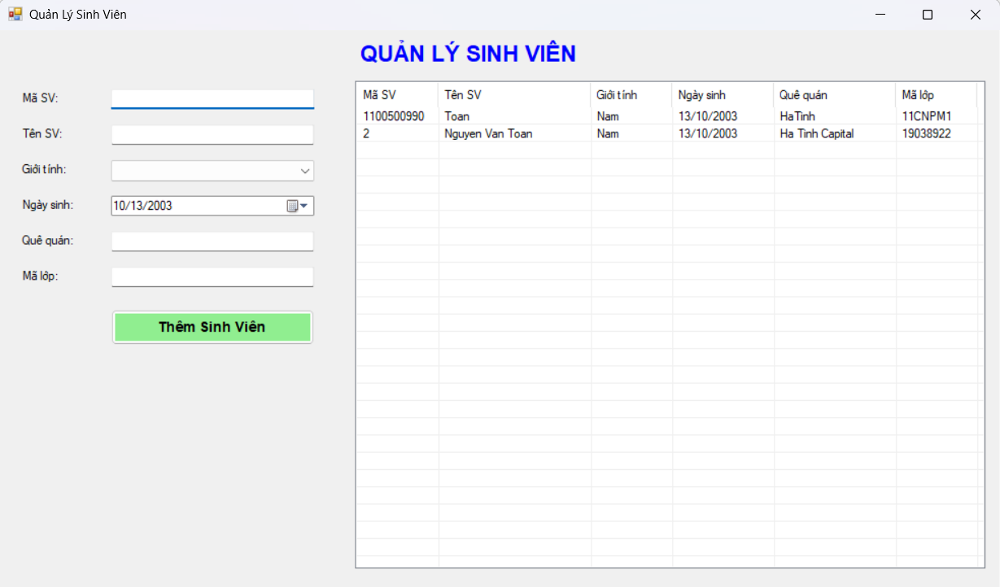 Quản Lý Sinh Viên
QUẢN LÝ SINH VIÊN
Mã SV:
Tên SV:
Giới tính:
Ngày sinh: 10/13/2003
Quê quán:
Mã lớp:
Thêm Sinh Viên
Mã SV Tên SV Giới tính Ngày sinh Quê quán Mã lớp
1100500990 Toan Nam 13/10/2003 HaTinh 11CNPM1
2 Nguyen Van Toan Nam 13/10/2003 Ha Tinh Capital 19038922